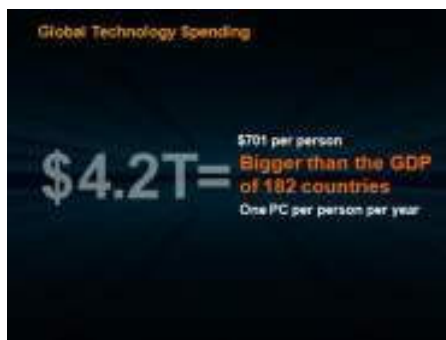 Global Technology Spending
$701 per person
$4.2T=
Bigger than the GDP
of 182 countries
One PC per person per year